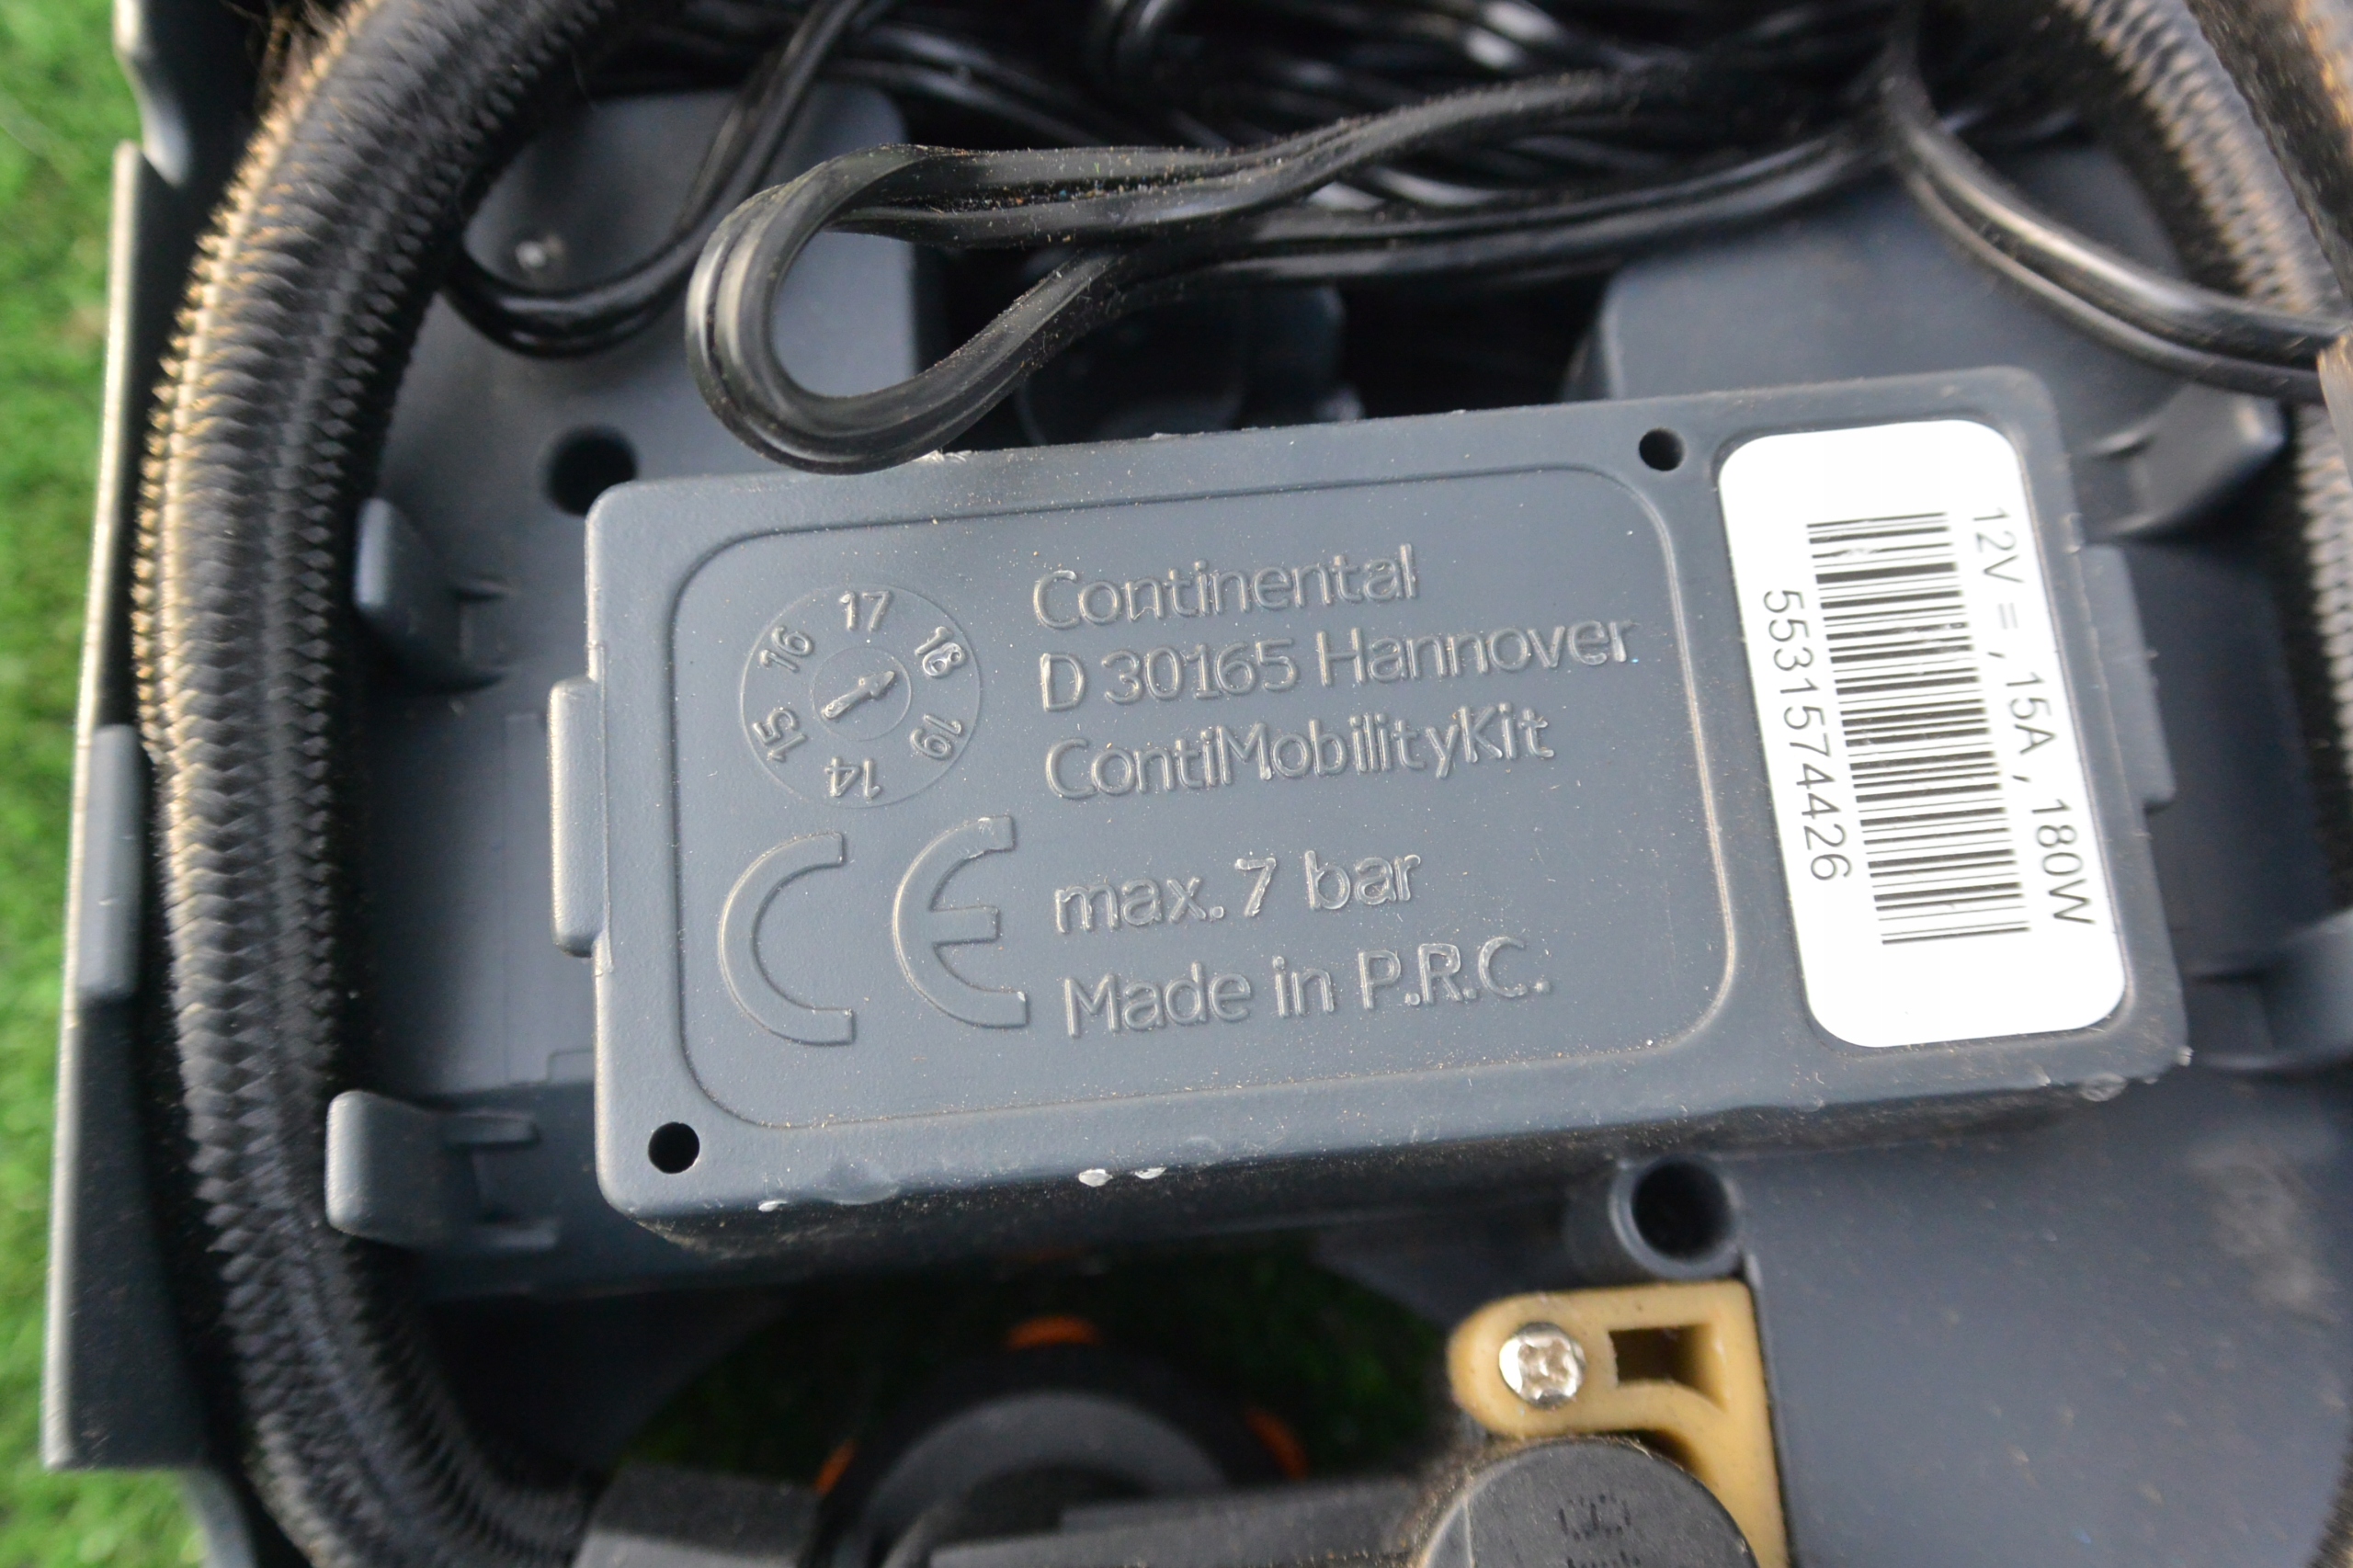 17
16
18
15
19
14
Continental
D 30165 Hannover
ContiMobilityKit
CE
max. 7 bar
Made in P.R.C.
12V = , 15A , 180W
55315744426